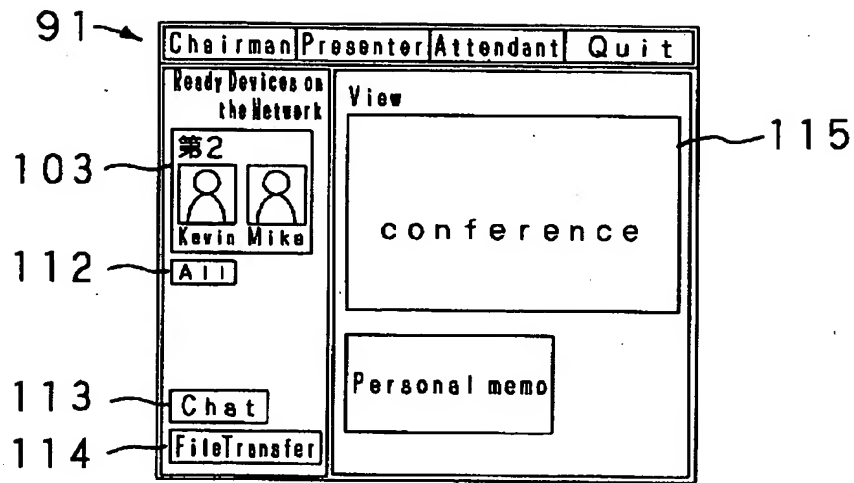 91
Chairman Presenter Attendant Quit
Ready Devices on
the Network
View
第2
103
115
Kevin Mike
conference
112
All
Personal memo
113
Chat
114
FileTransfer